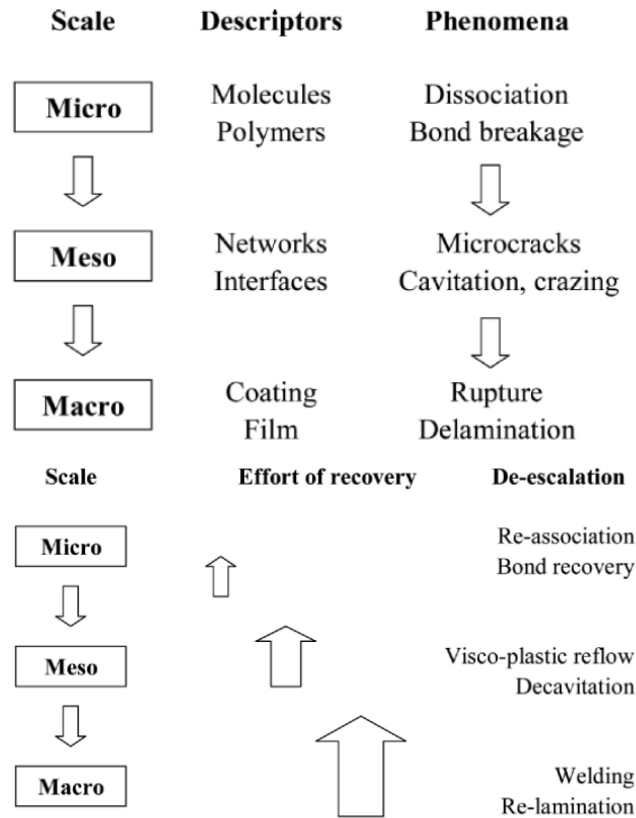 Scale Descriptors Phenomena
Micro Molecules Dissociation
Polymers Bond breakage
Meso Networks Microcracks
Interfaces Cavitation, crazing
Macro Coating Rupture
Film Delamination
Scale Effort of recovery De-escalation
Micro Re-association
Bond recovery
Meso Visco-plastic reflow
Decavitation
Macro Welding
Re-lamination